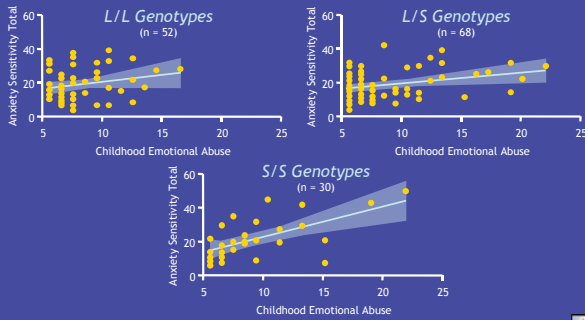 L/L Genotypes
(n = 52)
Anxiety Sensitivity Total
60
40
20
0
5
10
15
20
25
Childhood Emotional Abuse
L/S Genotypes
(n = 68)
Anxiety Sensitivity Total
60
40
20
0
5
10
15
20
25
Childhood Emotional Abuse
S/S Genotypes
(n = 30)
Anxiety Sensitivity Total
60
40
20
0
5
10
15
20
25
Childhood Emotional Abuse